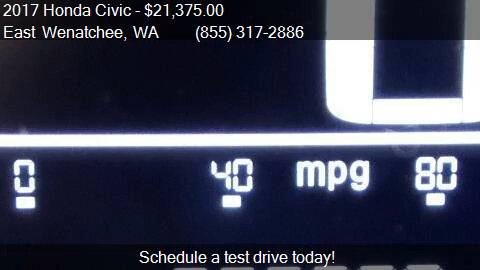 2017 Honda Civic - $21,375.00
East Wenatchee, WA (855) 317-2886
0 40 mpg 80
Schedule a test drive today!